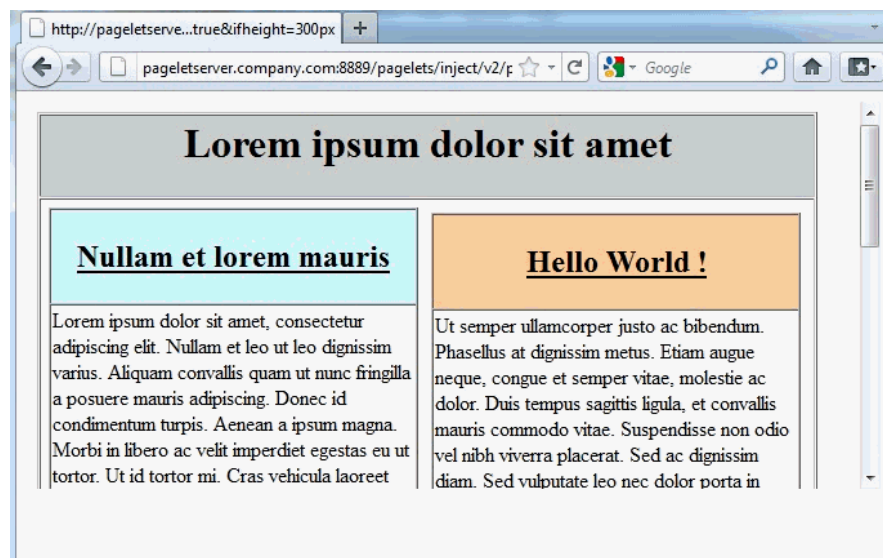 http://pageletserve...true&ifheight=300px
pageletserver.company.com:8889/pagelets/inject/v2/p
Google
Lorem ipsum dolor sit amet
Nullam et lorem mauris
Lorem ipsum dolor sit amet, consectetur
adipiscing elit. Nullam et leo ut leo dignissim
varius. Aliquam convallis quam ut nunc fringilla
a posuere mauris adipiscing. Donec id
condimentum turpis. Aenean a ipsum magna.
Morbi in libero ac velit imperdiet egestas eu ut
tortor. Ut id tortor mi. Cras vehicula laoreet
Hello World !
Ut semper ullamcorper justo ac bibendum.
Phasellus at dignissim metus. Etiam augue
neque, congue et semper vitae, molestie ac
dolor. Duis tempus sagittis ligula, et convallis
mauris commodo vitae. Suspendisse non odio
vel nibh viverra placerat. Sed ac dignissim
diam. Sed vulputate leo nec dolor porta in